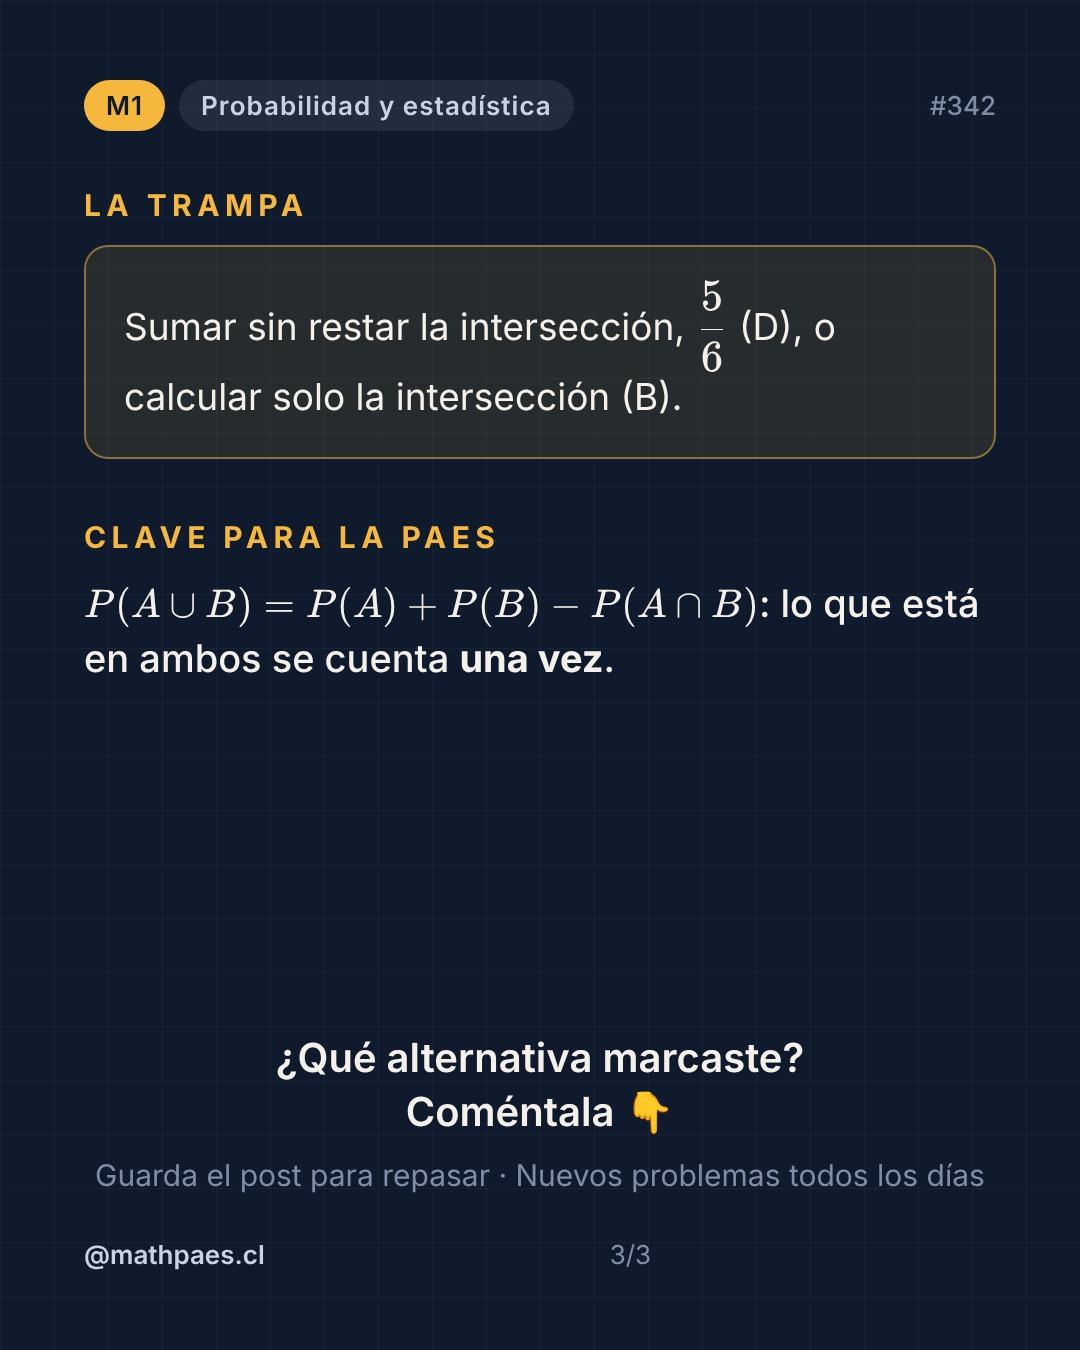 M1 Probabilidad y estadística #342
LA TRAMPA
Sumar sin restar la intersección, 5/6 (D), o
calcular solo la intersección (B).
CLAVE PARA LA PAES
P(A ∪ B) = P(A) + P(B) − P(A ∩ B): lo que está
en ambos se cuenta una vez.
¿Qué alternativa marcaste?
Coméntala 👇
Guarda el post para repasar · Nuevos problemas todos los días
@mathpaes.cl 3/3